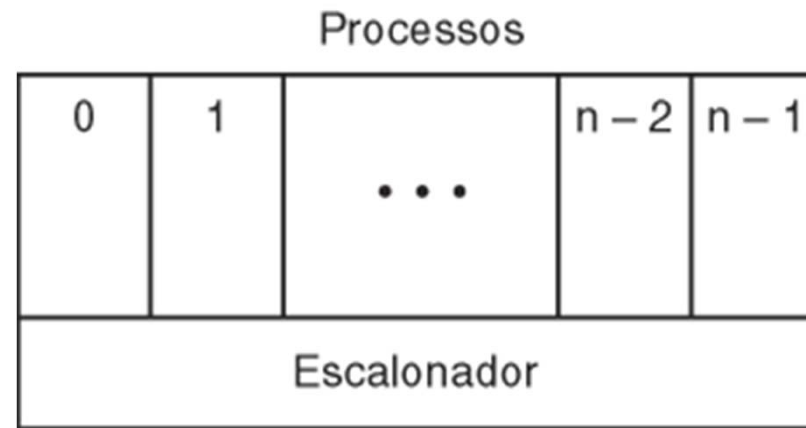 Processos
0 1 • • • n – 2 n – 1
Escalonador